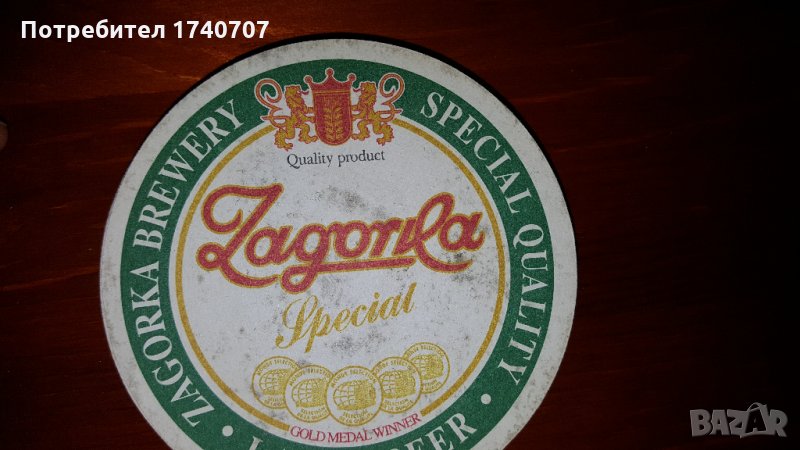 Потребител 1740707
ZAGORKA BREWERY
SPECIAL QUALITY
Quality product
Zagorka
Special
GOLD MEDAL WINNER
BAZAR